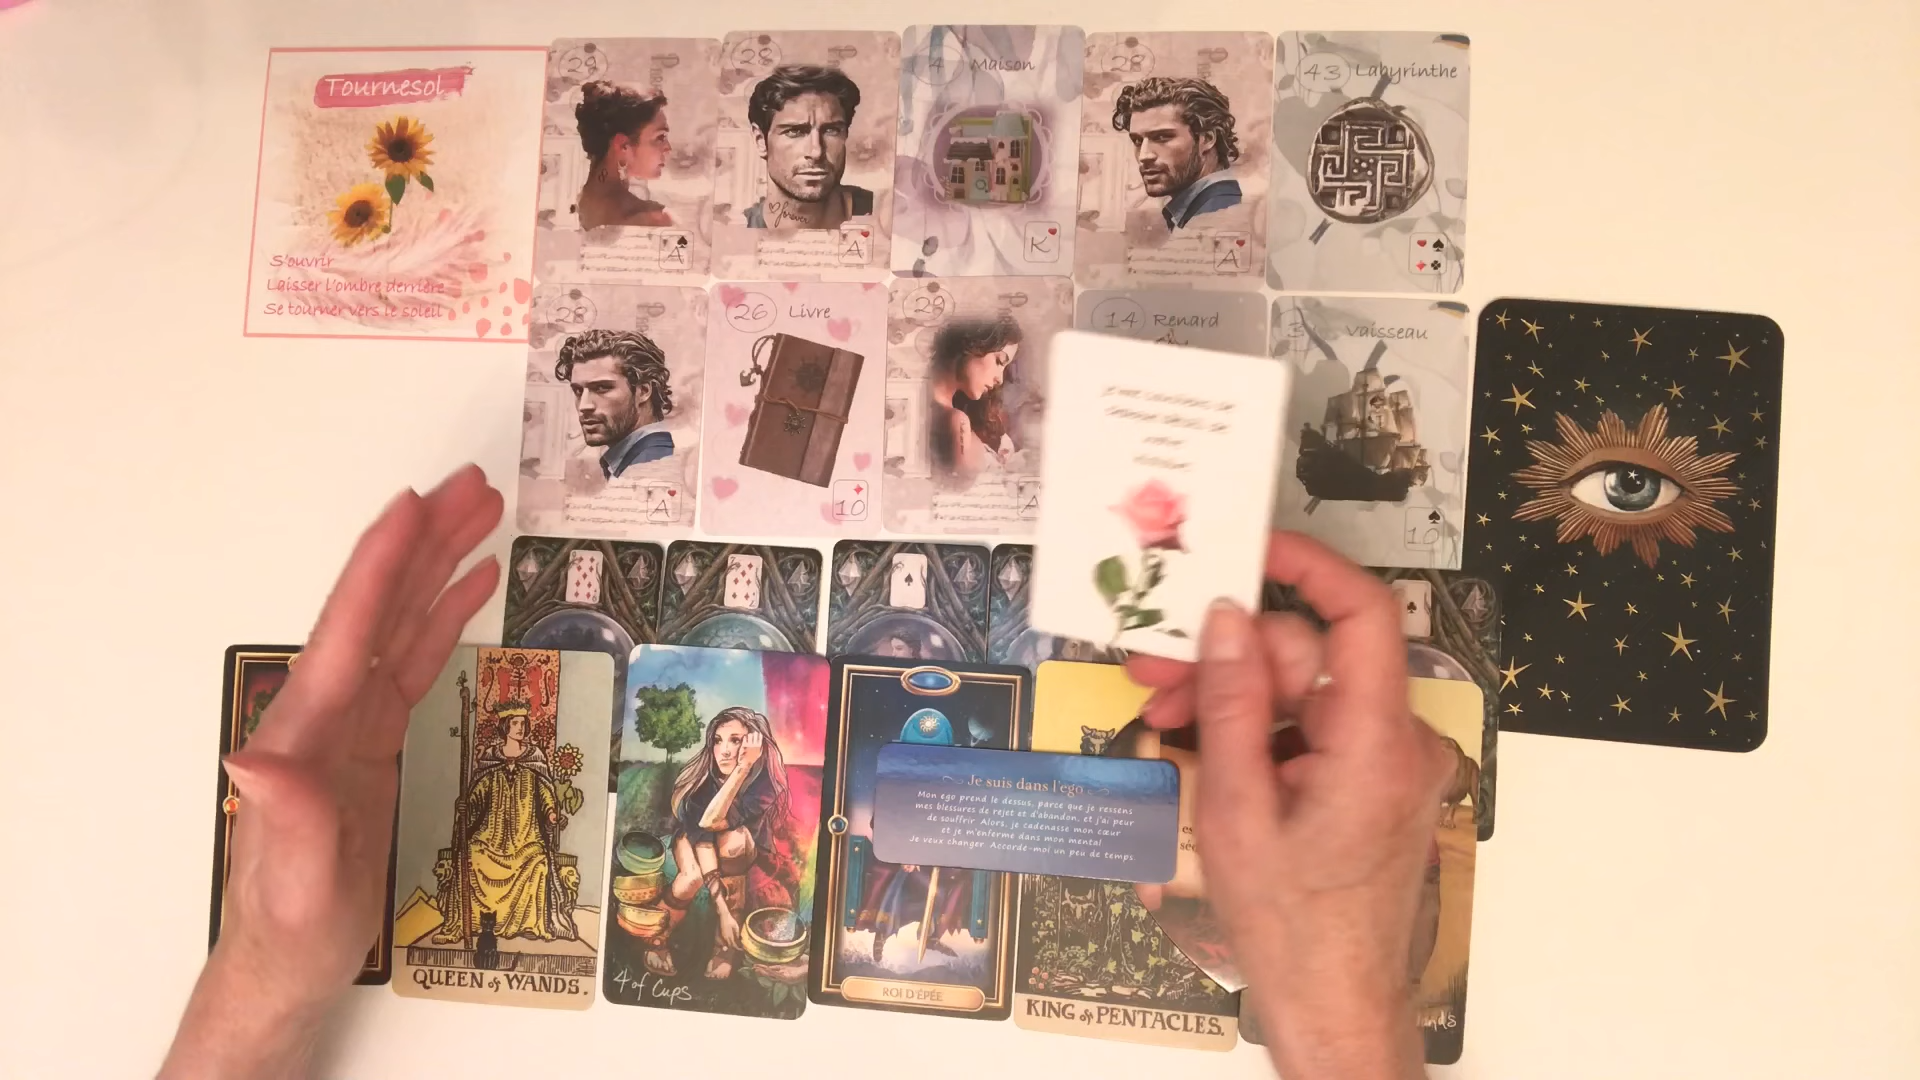 Tournesol
S'ouvrir
Laisser l'ombre derrière
Se tourner vers le soleil
29
A
28
forever
A
4 Maison
K
28
A
43 Labyrinthe
28
A
26 Livre
10
29
A
14 Renard
3 Vaisseau
10
Je suis dans l'ego
Mon ego prend le dessus, parce que je ressens
mes blessures de rejet et d'abandon, et j'ai peur
de souffrir. Alors, je cadenasse mon cœur
et je m'enferme dans mon mental.
Je veux changer. Accorde-moi un peu de temps.
QUEEN of WANDS.
4 of Cups
ROI D'ÉPÉE
KING of PENTACLES.